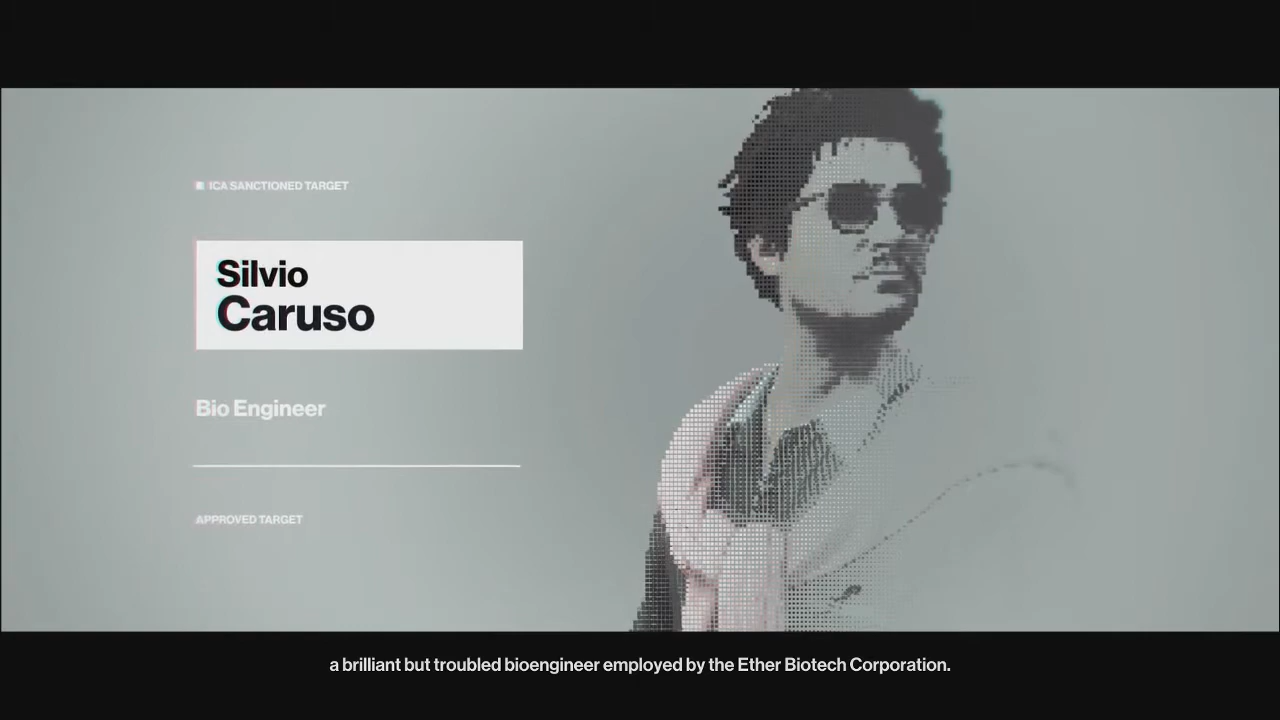 ICA SANCTIONED TARGET
Silvio
Caruso
Bio Engineer
APPROVED TARGET
a brilliant but troubled bioengineer employed by the Ether Biotech Corporation.